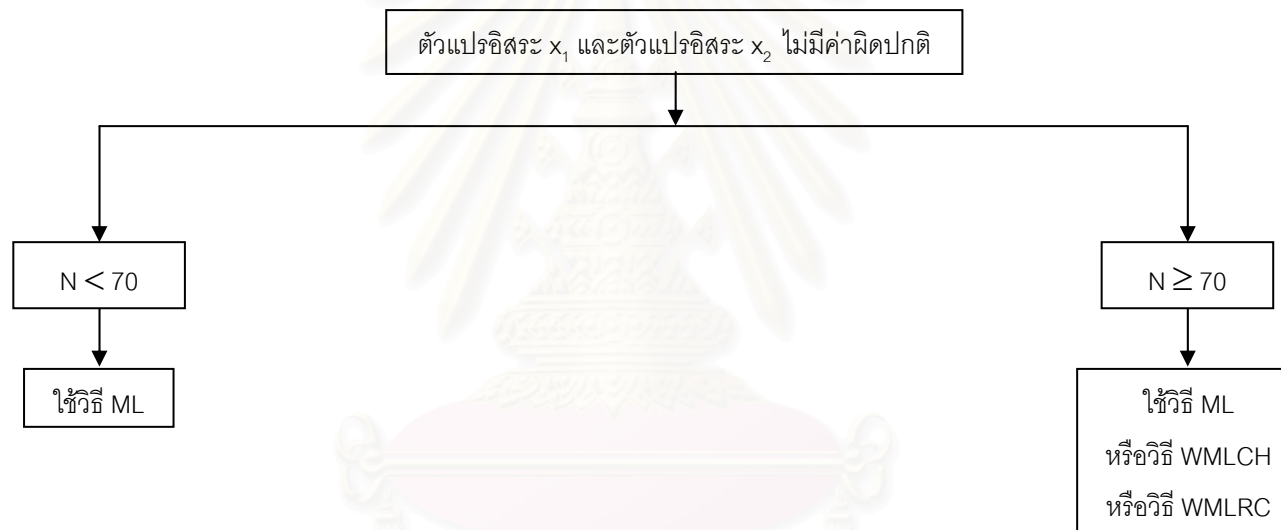 ตัวแปรอิสระ x₁ และตัวแปรอิสระ x₂ ไม่มีค่าผิดปกติ
N < 70
N ≥ 70
ใช้วิธี ML
ใช้วิธี ML
หรือวิธี WMLCH
หรือวิธี WMLRC